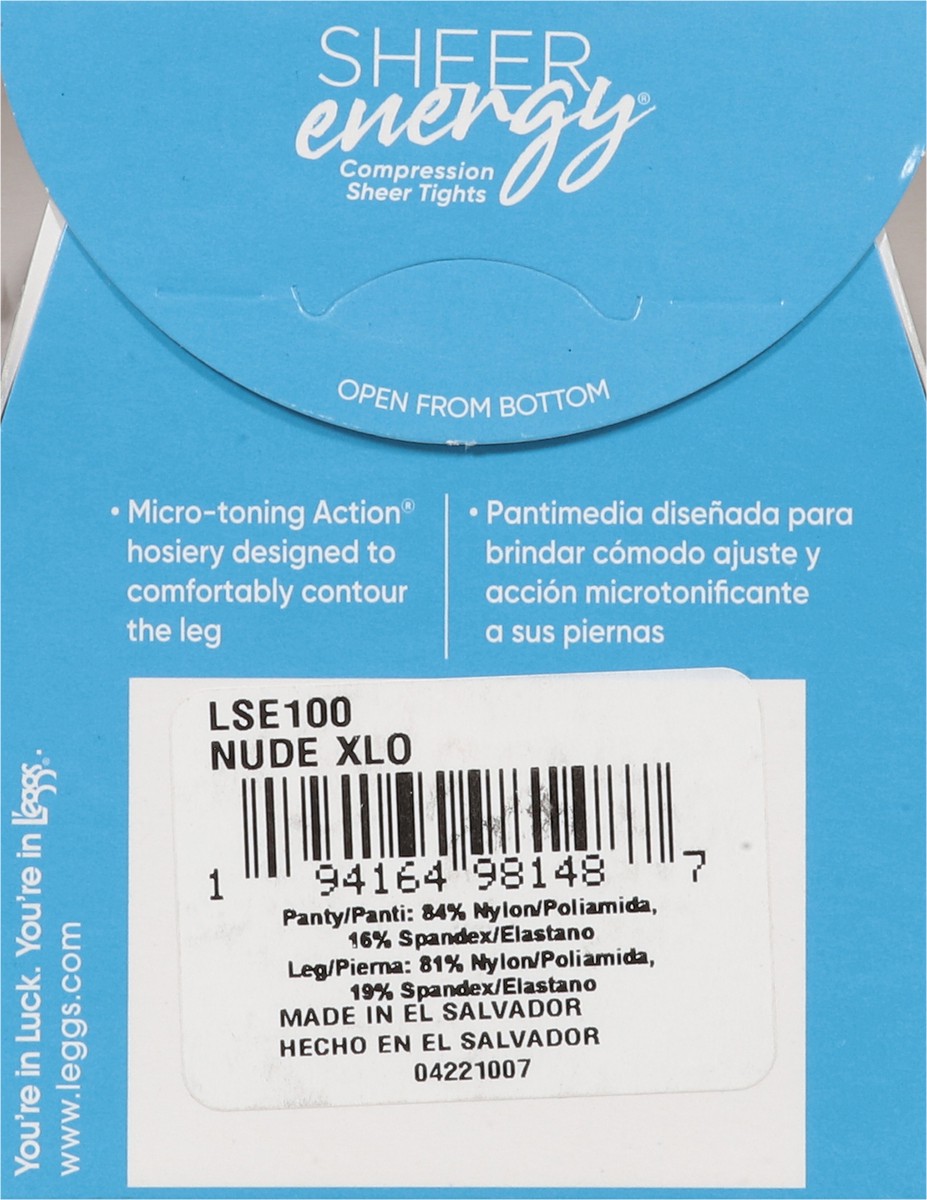 SHEER
energy®
Compression
Sheer Tights
OPEN FROM BOTTOM
• Micro-toning Action®
hosiery designed to
comfortably contour
the leg
• Pantimedia diseñada para
brindar cómodo ajuste y
acción microtonificante
a sus piernas
LSE100
NUDE XLO
1 94164 98148 7
Panty/Panti: 84% Nylon/Poliamida,
16% Spandex/Elastano
Leg/Pierna: 81% Nylon/Poliamida,
19% Spandex/Elastano
MADE IN EL SALVADOR
HECHO EN EL SALVADOR
04221007
You're in Luck. You're in L'eggs®.
www.leggs.com